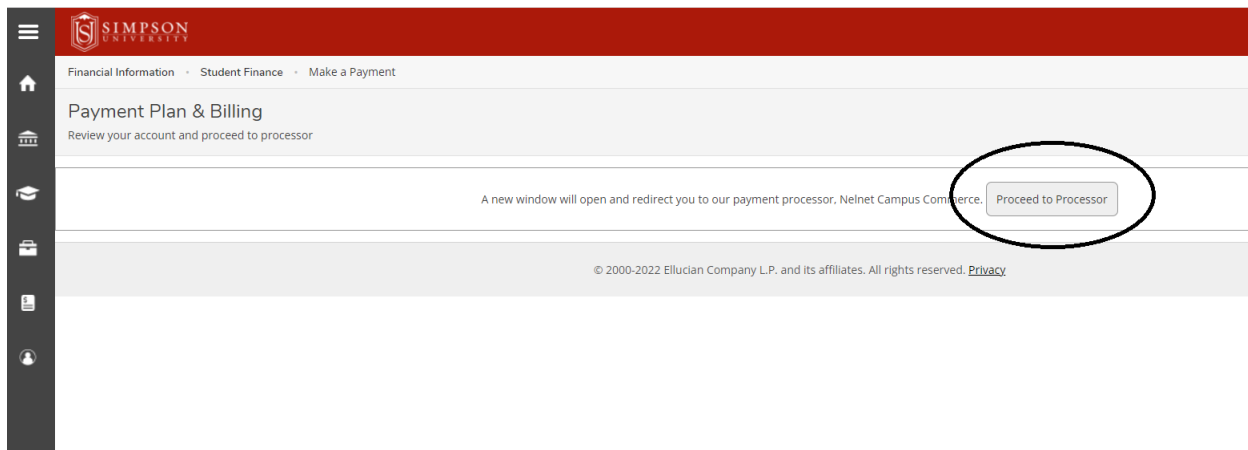 SIMPSON
UNIVERSITY
Financial Information · Student Finance · Make a Payment
Payment Plan & Billing
Review your account and proceed to processor
A new window will open and redirect you to our payment processor, Nelnet Campus Commerce. Proceed to Processor
© 2000-2022 Ellucian Company L.P. and its affiliates. All rights reserved. Privacy